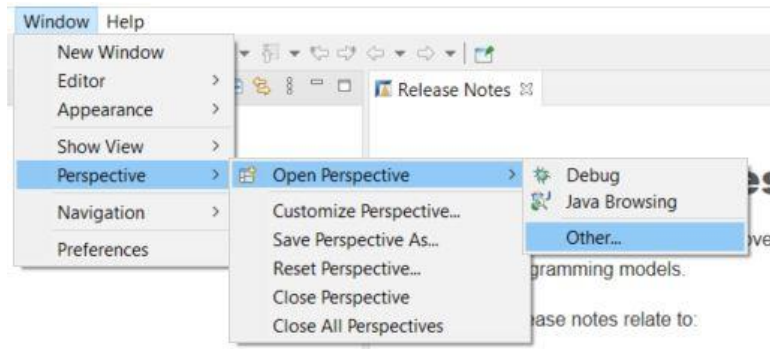 Window Help
New Window
Editor
Appearance
Show View
Perspective
Navigation
Preferences
Open Perspective
Customize Perspective...
Save Perspective As...
Reset Perspective...
Close Perspective
Close All Perspectives
Debug
Java Browsing
Other...
Release Notes
gramming models.
ease notes relate to: